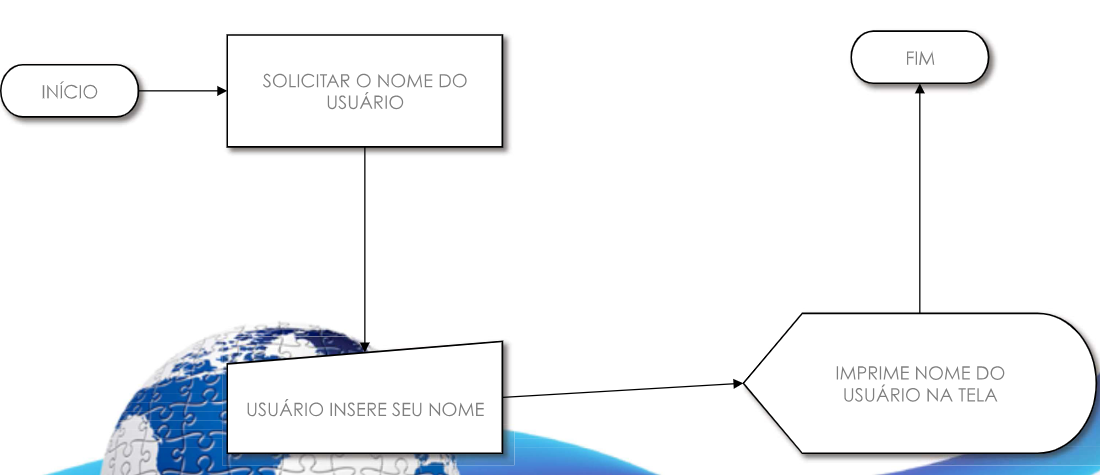 INÍCIO
SOLICITAR O NOME DO
USUÁRIO
USUÁRIO INSERE SEU NOME
IMPRIME NOME DO
USUÁRIO NA TELA
FIM